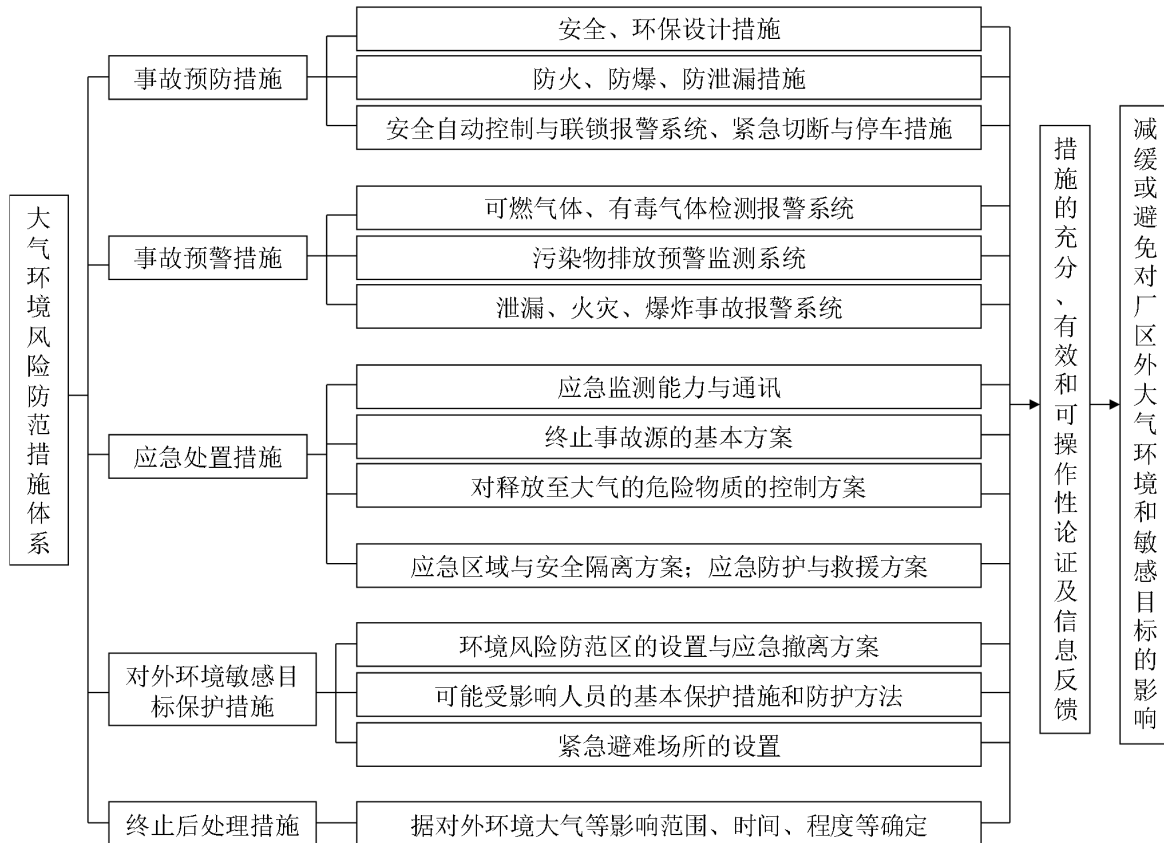 大气环境风险防范措施体系
事故预防措施
安全、环保设计措施
防火、防爆、防泄漏措施
安全自动控制与联锁报警系统、紧急切断与停车措施
事故预警措施
可燃气体、有毒气体检测报警系统
污染物排放预警监测系统
泄漏、火灾、爆炸事故报警系统
应急处置措施
应急监测能力与通讯
终止事故源的基本方案
对释放至大气的危险物质的控制方案
应急区域与安全隔离方案；应急防护与救援方案
对外环境敏感目
标保护措施
环境风险防范区的设置与应急撤离方案
可能受影响人员的基本保护措施和防护方法
紧急避难场所的设置
终止后处理措施
据对外环境大气等影响范围、时间、程度等确定
措施的充分、有效和可操作性论证及信息反馈
减缓或避免对厂区外大气环境和敏感目标的影响